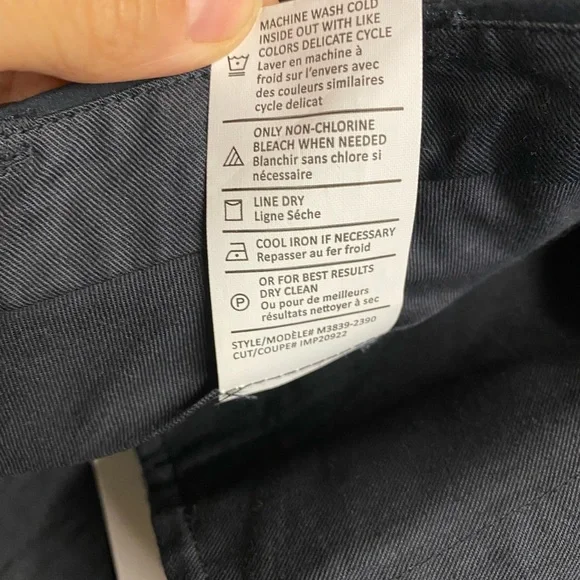 MACHINE WASH COLD
INSIDE OUT WITH LIKE
COLORS DELICATE CYCLE
Laver en machine à
froid sur l'envers avec
des couleurs similaires
cycle delicat
ONLY NON-CHLORINE
BLEACH WHEN NEEDED
Blanchir sans chlore si
nécessaire
LINE DRY
Ligne Séche
COOL IRON IF NECESSARY
Repasser au fer froid
OR FOR BEST RESULTS
DRY CLEAN
Ou pour de meilleurs
résultats nettoyer à sec
P
STYLE/MODÈLE# M3839-2390
CUT/COUPE# IMP20922